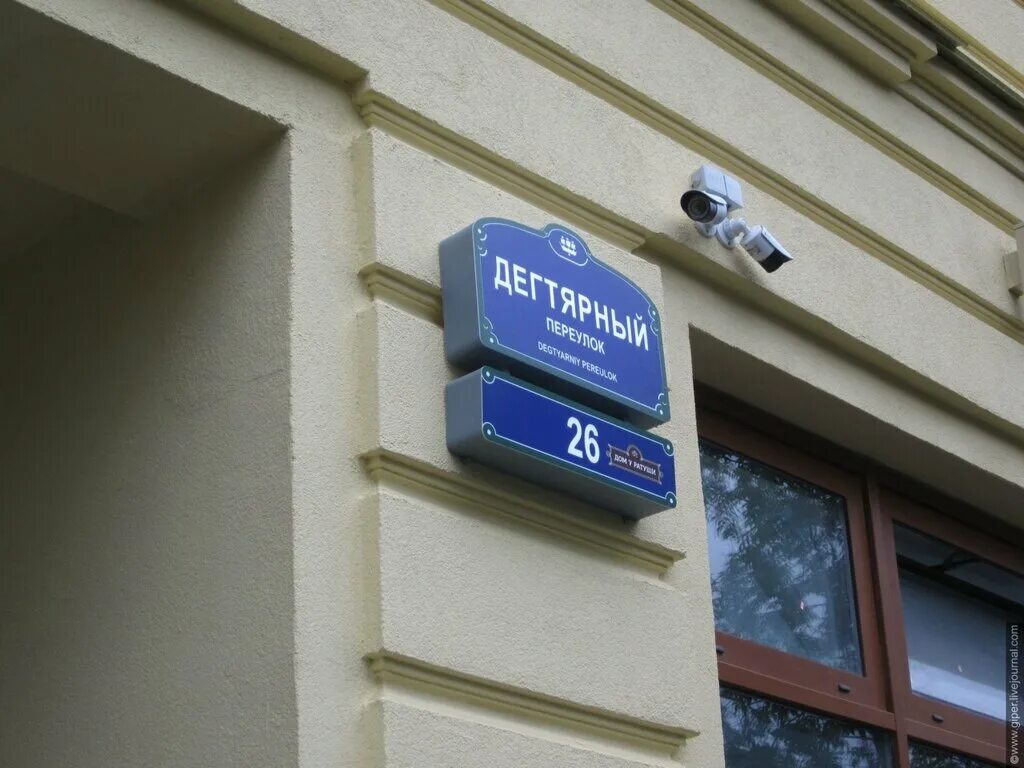 ДЕГТЯРНЫЙ
ПЕРЕУЛОК
DEGTYARNIY PEREULOK
26
ДОМ У РАТУШИ
©www.giper.livejournal.com